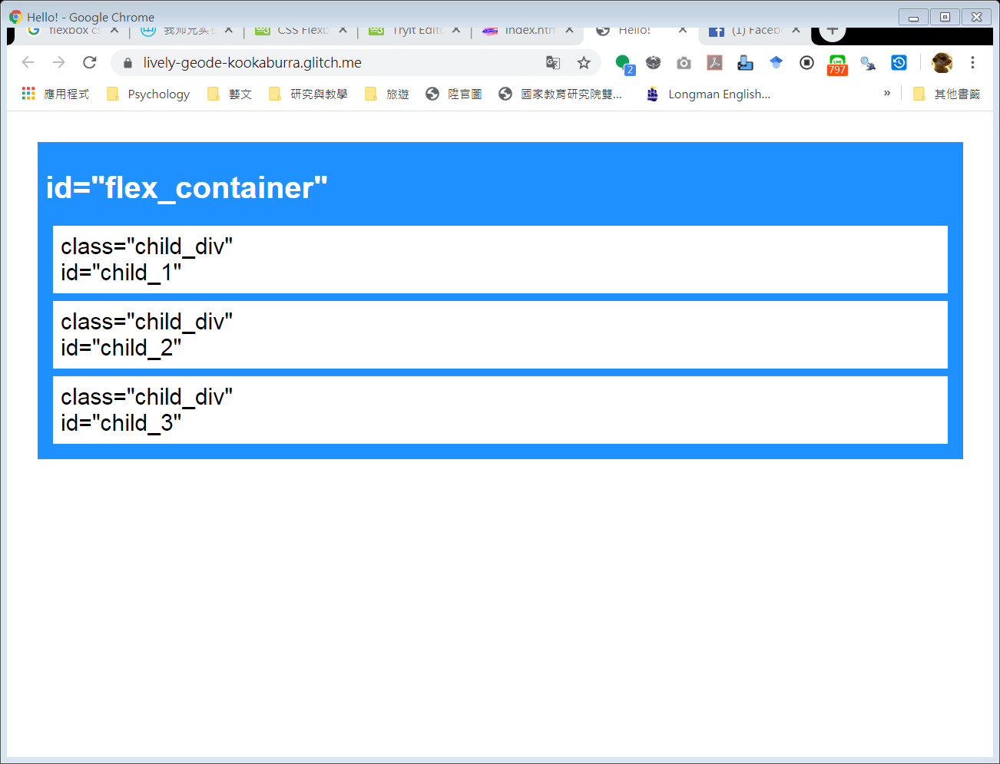 Hello! - Google Chrome
flexbox cs
CSS Flexb
Tryit Edito
Index.htm
Hello!
(1) Faceb
lively-geode-kookaburra.glitch.me
2
797
應用程式 Psychology 藝文 研究與教學 旅遊 陞官圖 國家教育研究院雙... Longman English... » 其他書籤
id="flex_container"
class="child_div"
id="child_1"
class="child_div"
id="child_2"
class="child_div"
id="child_3"